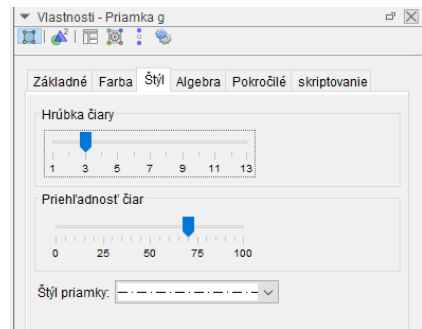 Vlastnosti - Priamka g
Základné Farba Štýl Algebra Pokročilé skriptovanie
Hrúbka čiary
1 3 5 7 9 11 13
Priehľadnosť čiar
0 25 50 75 100
Štýl priamky: